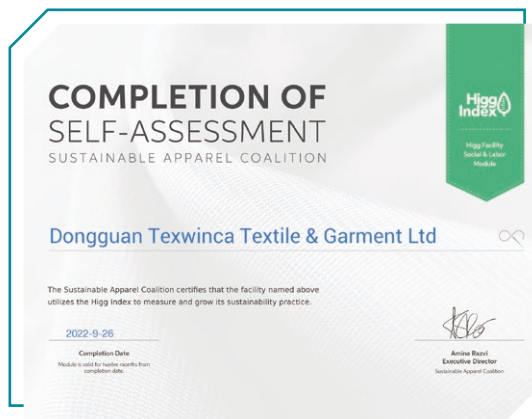 COMPLETION OF
SELF-ASSESSMENT
SUSTAINABLE APPAREL COALITION
Higg
Index
Higg Facility
Social & Labor
Module
Dongguan Texwinca Textile & Garment Ltd
The Sustainable Apparel Coalition certifies that the facility named above
utilizes the Higg Index to measure and grow its sustainability practice.
2022-9-26
Completion Date
Module is valid for twelve months from
completion date.
Amina Razvi
Executive Director
Sustainable Apparel Coalition